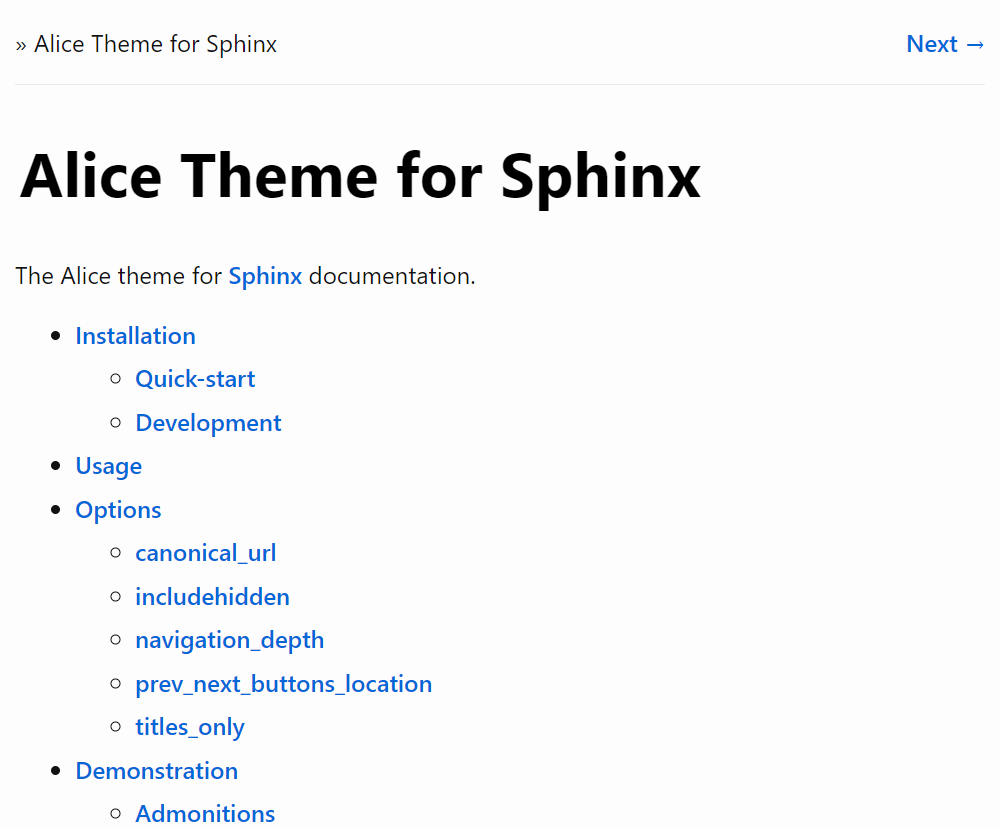 » Alice Theme for Sphinx Next →
Alice Theme for Sphinx
The Alice theme for Sphinx documentation.
Installation
Quick-start
Development
Usage
Options
canonical_url
includehidden
navigation_depth
prev_next_buttons_location
titles_only
Demonstration
Admonitions